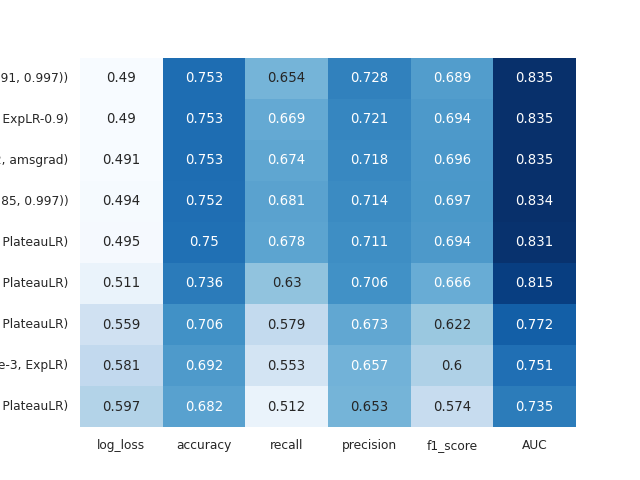 91, 0.997)) 0.49 0.753 0.654 0.728 0.689 0.835
ExpLR-0.9) 0.49 0.753 0.669 0.721 0.694 0.835
, amsgrad) 0.491 0.753 0.674 0.718 0.696 0.835
85, 0.997)) 0.494 0.752 0.681 0.714 0.697 0.834
PlateauLR) 0.495 0.75 0.678 0.711 0.694 0.831
PlateauLR) 0.511 0.736 0.63 0.706 0.666 0.815
PlateauLR) 0.559 0.706 0.579 0.673 0.622 0.772
e-3, ExpLR) 0.581 0.692 0.553 0.657 0.6 0.751
PlateauLR) 0.597 0.682 0.512 0.653 0.574 0.735
log_loss accuracy recall precision f1_score AUC